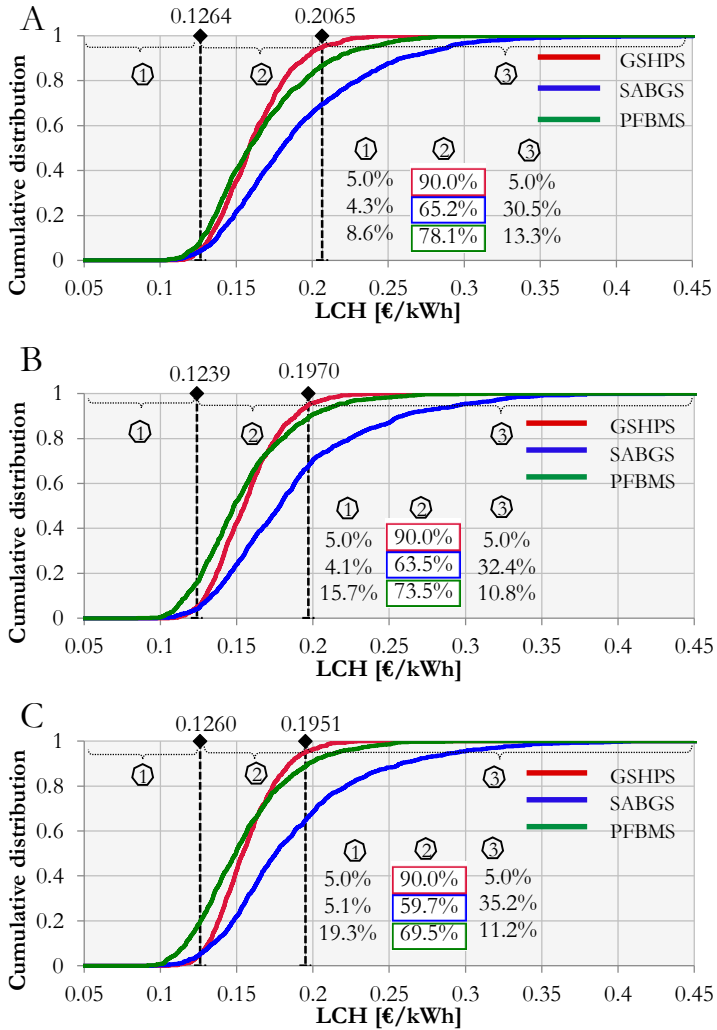 A
0.1264 0.2065
1
① ② ③
GSHPS
0.8
SABGS
0.6
PFBMS
① ② ③
0.4
5.0% 90.0% 5.0%
4.3% 65.2% 30.5%
0.2
8.6% 78.1% 13.3%
0
0.05 0.1 0.15 0.2 0.25 0.3 0.35 0.4 0.45
Cumulative distribution
LCH [€/kWh]
B
0.1239 0.1970
1
① ② ③
GSHPS
0.8
SABGS
0.6
PFBMS
① ② ③
0.4
5.0% 90.0% 5.0%
4.1% 63.5% 32.4%
0.2
15.7% 73.5% 10.8%
0
0.05 0.1 0.15 0.2 0.25 0.3 0.35 0.4 0.45
Cumulative distribution
LCH [€/kWh]
C
0.1260 0.1951
1
① ② ③
GSHPS
0.8
SABGS
0.6
PFBMS
① ② ③
0.4
5.0% 90.0% 5.0%
5.1% 59.7% 35.2%
0.2
19.3% 69.5% 11.2%
0
0.05 0.1 0.15 0.2 0.25 0.3 0.35 0.4 0.45
Cumulative distribution
LCH [€/kWh]